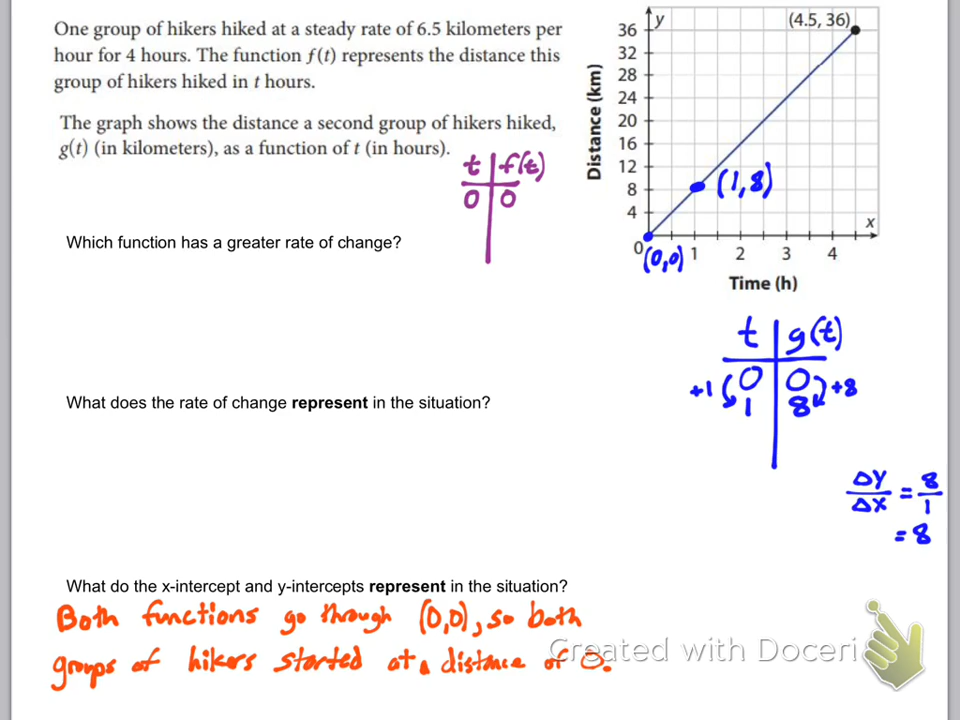 One group of hikers hiked at a steady rate of 6.5 kilometers per
hour for 4 hours. The function f(t) represents the distance this
group of hikers hiked in t hours.
The graph shows the distance a second group of hikers hiked,
g(t) (in kilometers), as a function of t (in hours).
t f(t)
0 0
Which function has a greater rate of change?
What does the rate of change represent in the situation?
What do the x-intercept and y-intercepts represent in the situation?
Both functions go through (0,0), so both
groups of hikers started at a distance of 0.
y
(4.5, 36)
Distance (km)
36
32
28
24
20
16
12
8
4
(1,8)
x
0 1 2 3 4
(0,0)
Time (h)
t g(t)
+1 0 0 +8
1 8
ΔY/ΔX = 8/1
= 8
Created with Doceri